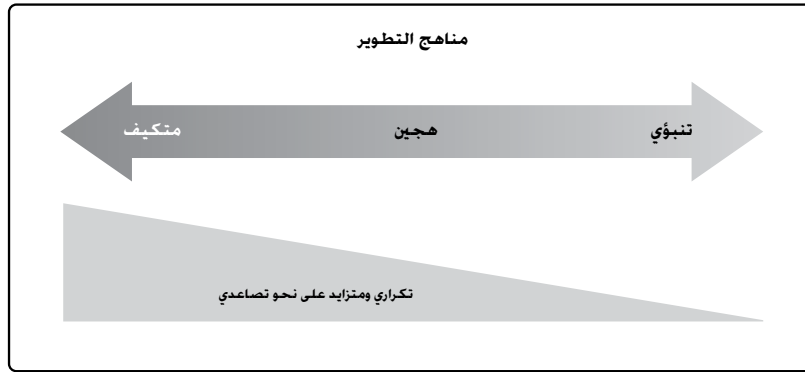 مناهج التطوير
تنبؤي
هجين
متكيف
تكراري ومتزايد على نحو تصاعدي